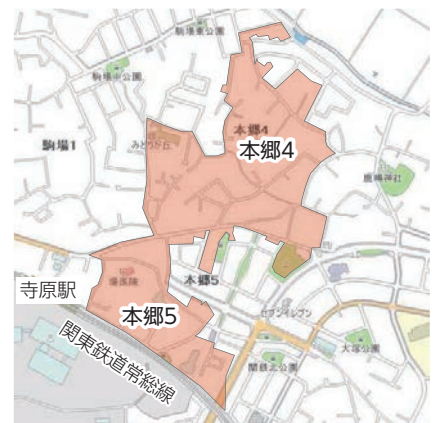 駒場東公園
駒場中公園
本郷4
本郷4
みどりが丘
駒場1
鹿嶋神社
本郷5
寺原駅
本郷5
セブンイレブン
関東鉄道常総線
大塚公園
関鉄北公園